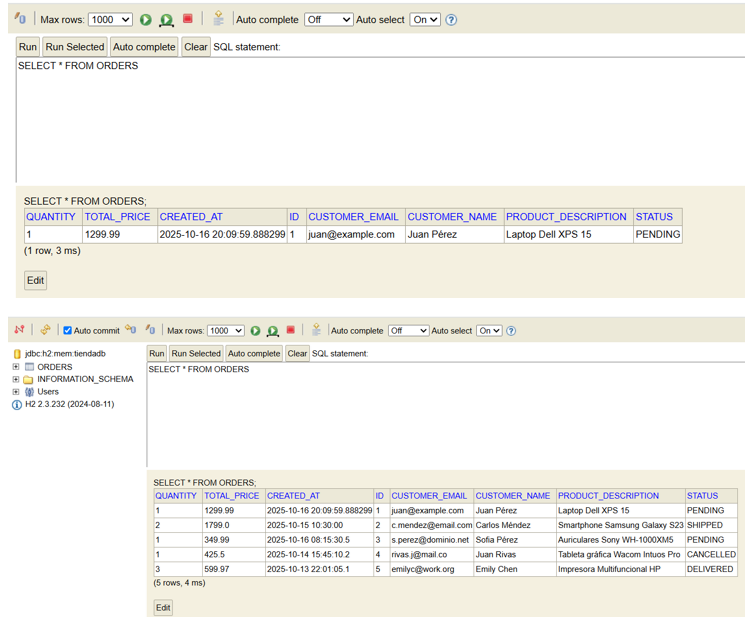 Max rows: 1000 Auto complete Off Auto select On
Run Run Selected Auto complete Clear SQL statement:
SELECT * FROM ORDERS
SELECT * FROM ORDERS;
QUANTITY TOTAL_PRICE CREATED_AT ID CUSTOMER_EMAIL CUSTOMER_NAME PRODUCT_DESCRIPTION STATUS
1 1299.99 2025-10-16 20:09:59.888299 1 juan@example.com Juan Pérez Laptop Dell XPS 15 PENDING
(1 row, 3 ms)
Edit
Auto commit Max rows: 1000 Auto complete Off Auto select On
jdbc:h2:mem:tiendadb
ORDERS
INFORMATION_SCHEMA
Users
H2 2.3.232 (2024-08-11)
Run Run Selected Auto complete Clear SQL statement:
SELECT * FROM ORDERS
SELECT * FROM ORDERS;
QUANTITY TOTAL_PRICE CREATED_AT ID CUSTOMER_EMAIL CUSTOMER_NAME PRODUCT_DESCRIPTION STATUS
1 1299.99 2025-10-16 20:09:59.888299 1 juan@example.com Juan Pérez Laptop Dell XPS 15 PENDING
2 1799.0 2025-10-15 10:30:00 2 c.mendez@email.com Carlos Méndez Smartphone Samsung Galaxy S23 SHIPPED
1 349.99 2025-10-16 08:15:30.5 3 s.perez@dominio.net Sofia Pérez Auriculares Sony WH-1000XM5 PENDING
1 425.5 2025-10-14 15:45:10.2 4 rivas.j@mail.co Juan Rivas Tableta gráfica Wacom Intuos Pro CANCELLED
3 599.97 2025-10-13 22:01:05.1 5 emilyc@work.org Emily Chen Impresora Multifuncional HP DELIVERED
(5 rows, 4 ms)
Edit